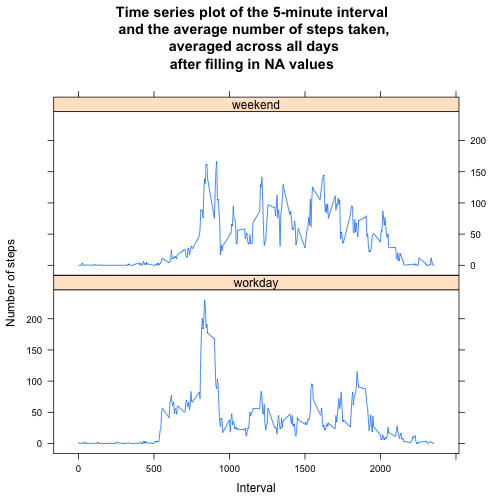 Time series plot of the 5-minute interval
and the average number of steps taken,
averaged across all days
after filling in NA values
weekend
200
150
100
50
0
workday
200
150
100
50
0
0 500 1000 1500 2000
Number of steps
Interval